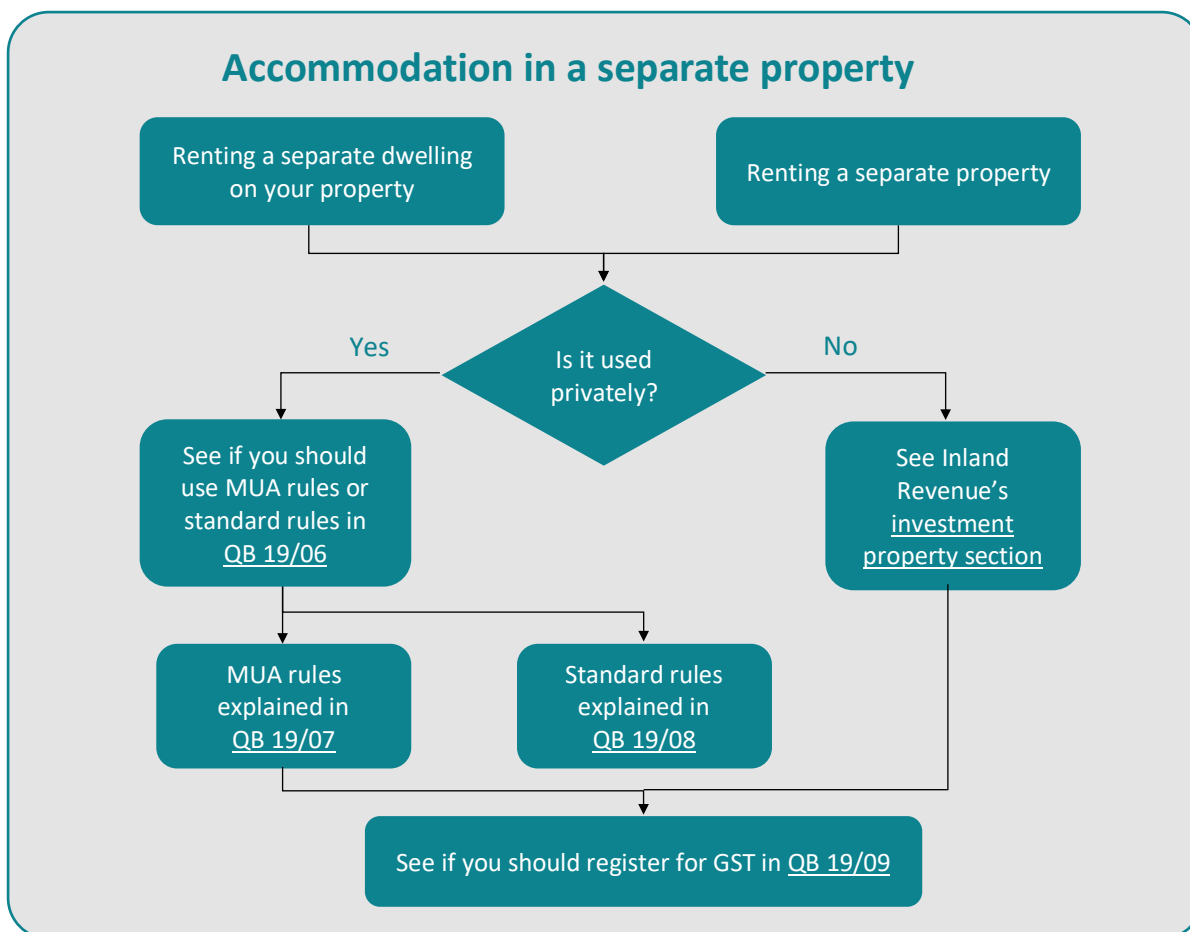 Accommodation in a separate property
Renting a separate dwelling
on your property
Renting a separate property
Is it used
privately?
Yes
No
See if you should
use MUA rules or
standard rules in
QB 19/06
See Inland
Revenue’s
investment
property section
MUA rules
explained in
QB 19/07
Standard rules
explained in
QB 19/08
See if you should register for GST in QB 19/09